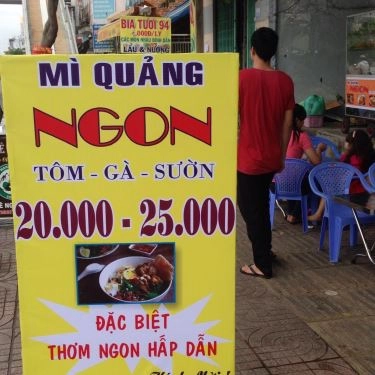 BIA TƯƠI 94
LẨU & NƯỚNG
MÌ QUẢNG
NGON
TÔM - GÀ - SƯỜN
20.000 - 25.000
ĐẶC BIỆT
THƠM NGON HẤP DẪN
NGON